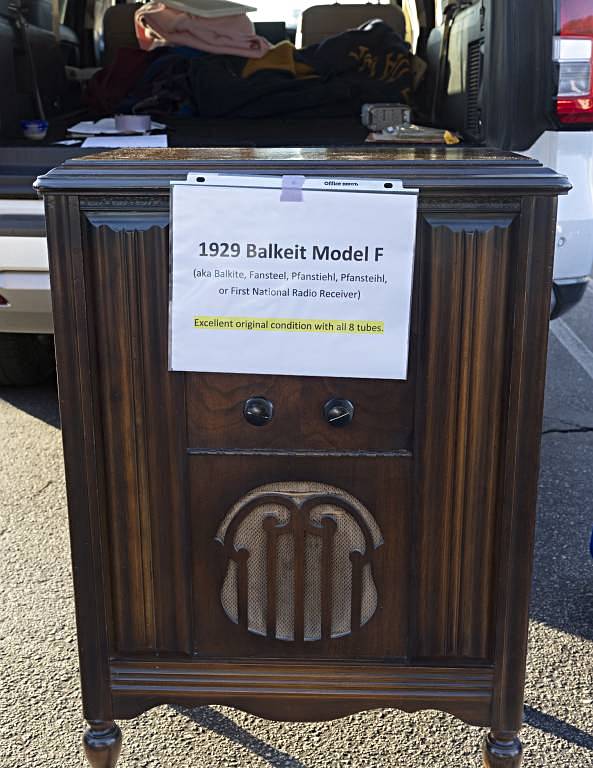 Office DEPOT
1929 Balkeit Model F
(aka Balkite, Fansteel, Pfanstiehl, Pfansteihl,
or First National Radio Receiver)
Excellent original condition with all 8 tubes.